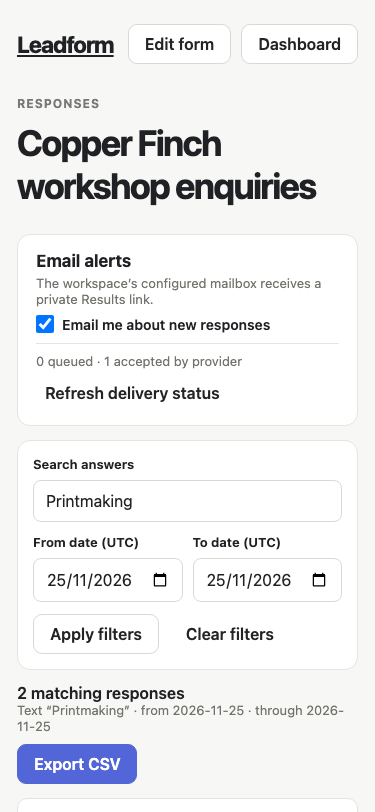 Leadform
Edit form
Dashboard
RESPONSES
Copper Finch
workshop enquiries
Email alerts
The workspace's configured mailbox receives a
private Results link.
Email me about new responses
0 queued · 1 accepted by provider
Refresh delivery status
Search answers
Printmaking
From date (UTC)
To date (UTC)
25/11/2026
25/11/2026
Apply filters
Clear filters
2 matching responses
Text “Printmaking” · from 2026-11-25 · through 2026-
11-25
Export CSV